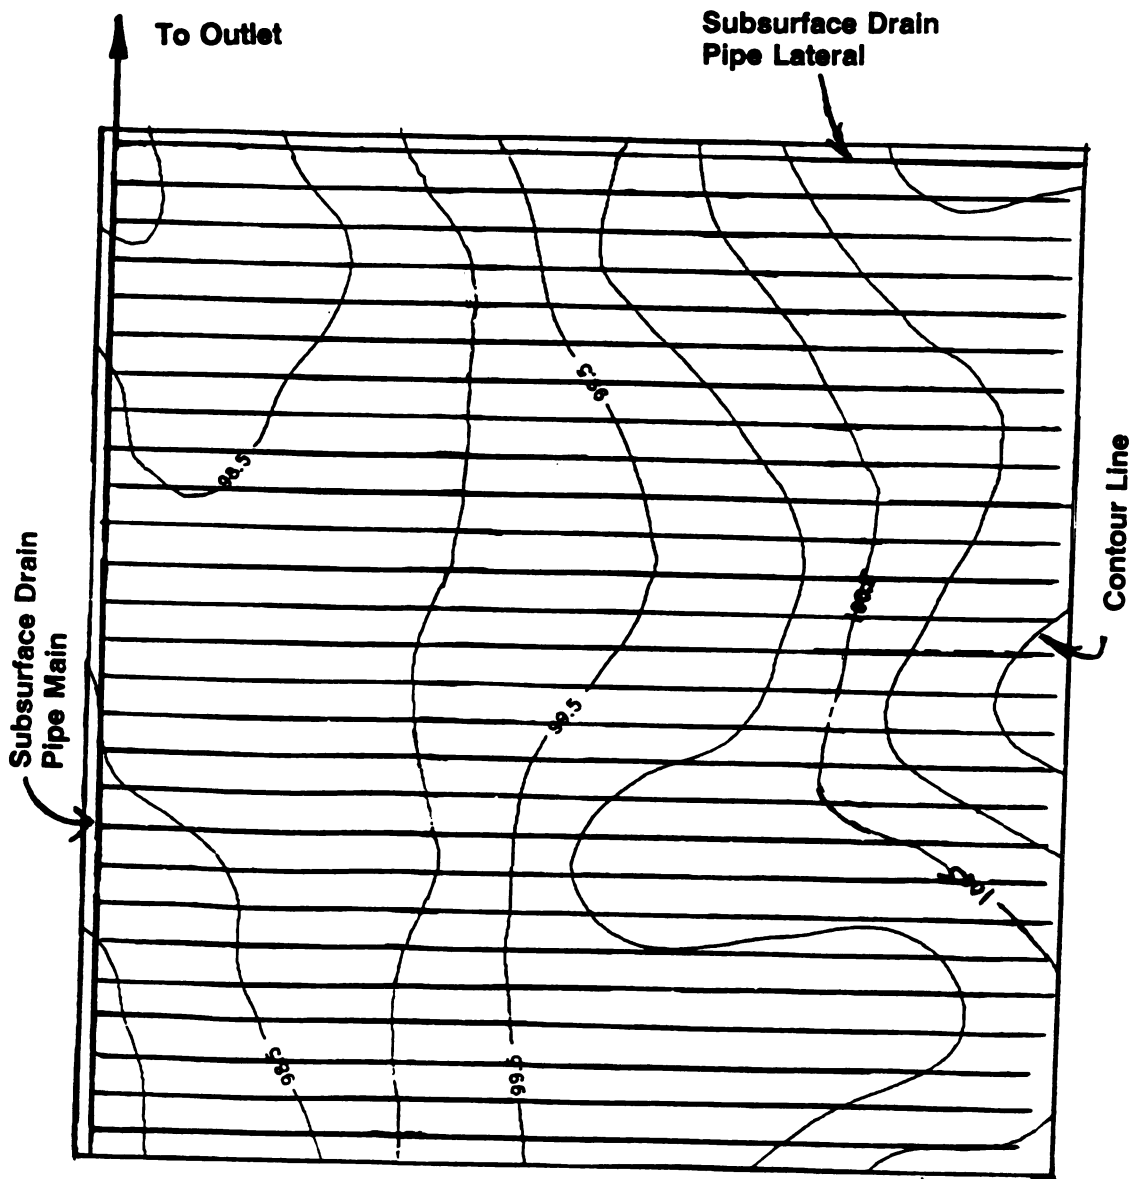 To Outlet
Subsurface Drain
Pipe Lateral
99.5
98.5
Contour Line
Subsurface Drain
Pipe Main
99.5
98.5
99.5